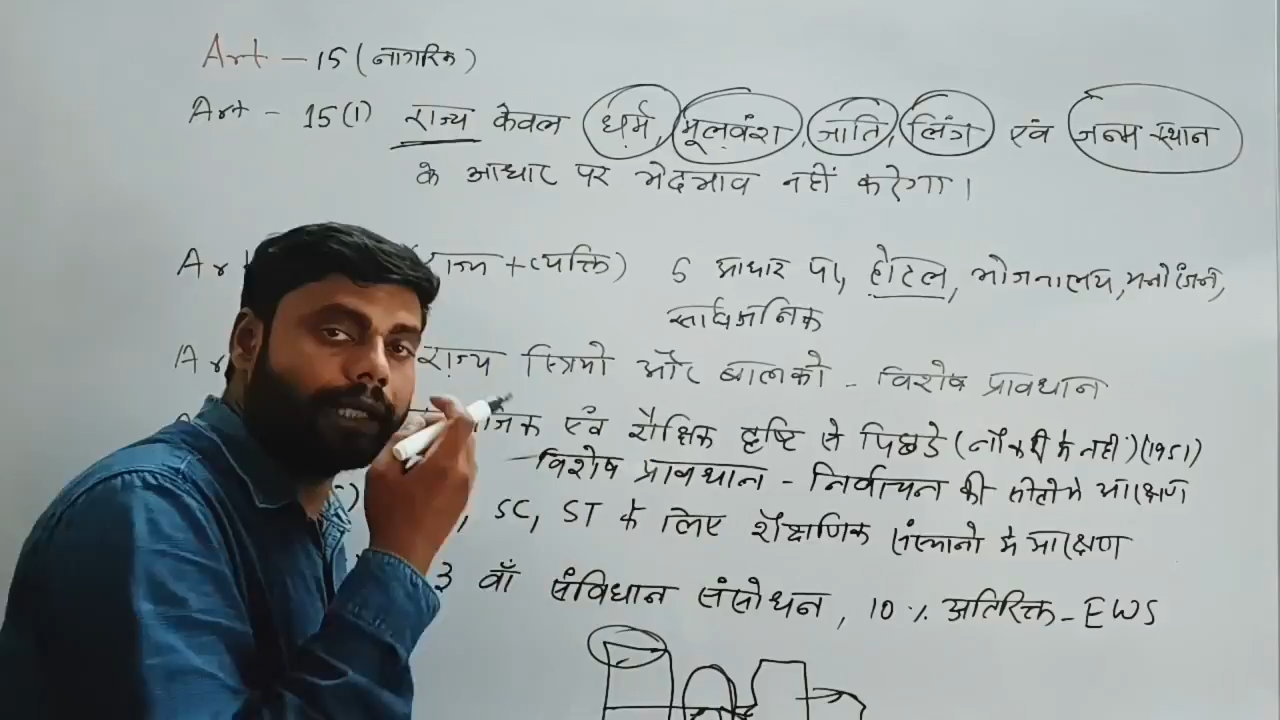 Art - 15 ( नागरिक )
Art - 15(1) राज्य केवल धर्म, मूलवंश, जाति, लिंग एवं जन्म स्थान
के आधार पर भेदभाव नहीं करेगा।
Ar राज्य + व्यक्ति) 5 आधार पर, होटल, भोजनालय, मनोरंजन,
सार्वजनिक
A राज्य स्त्रियो और बालको - विशेष प्रावधान
जिक एवं शैक्षिक दृष्टि से पिछडे (नौकरी के नहीं) (1951)
विशेष प्रावधान - निर्वाचन की सीटो मे आरक्षण
) , SC, ST के लिए शैक्षणिक संस्थानो मे आरक्षण
3 वाँ संविधान संसोधन, 10 % अतिरिक्त - EWS